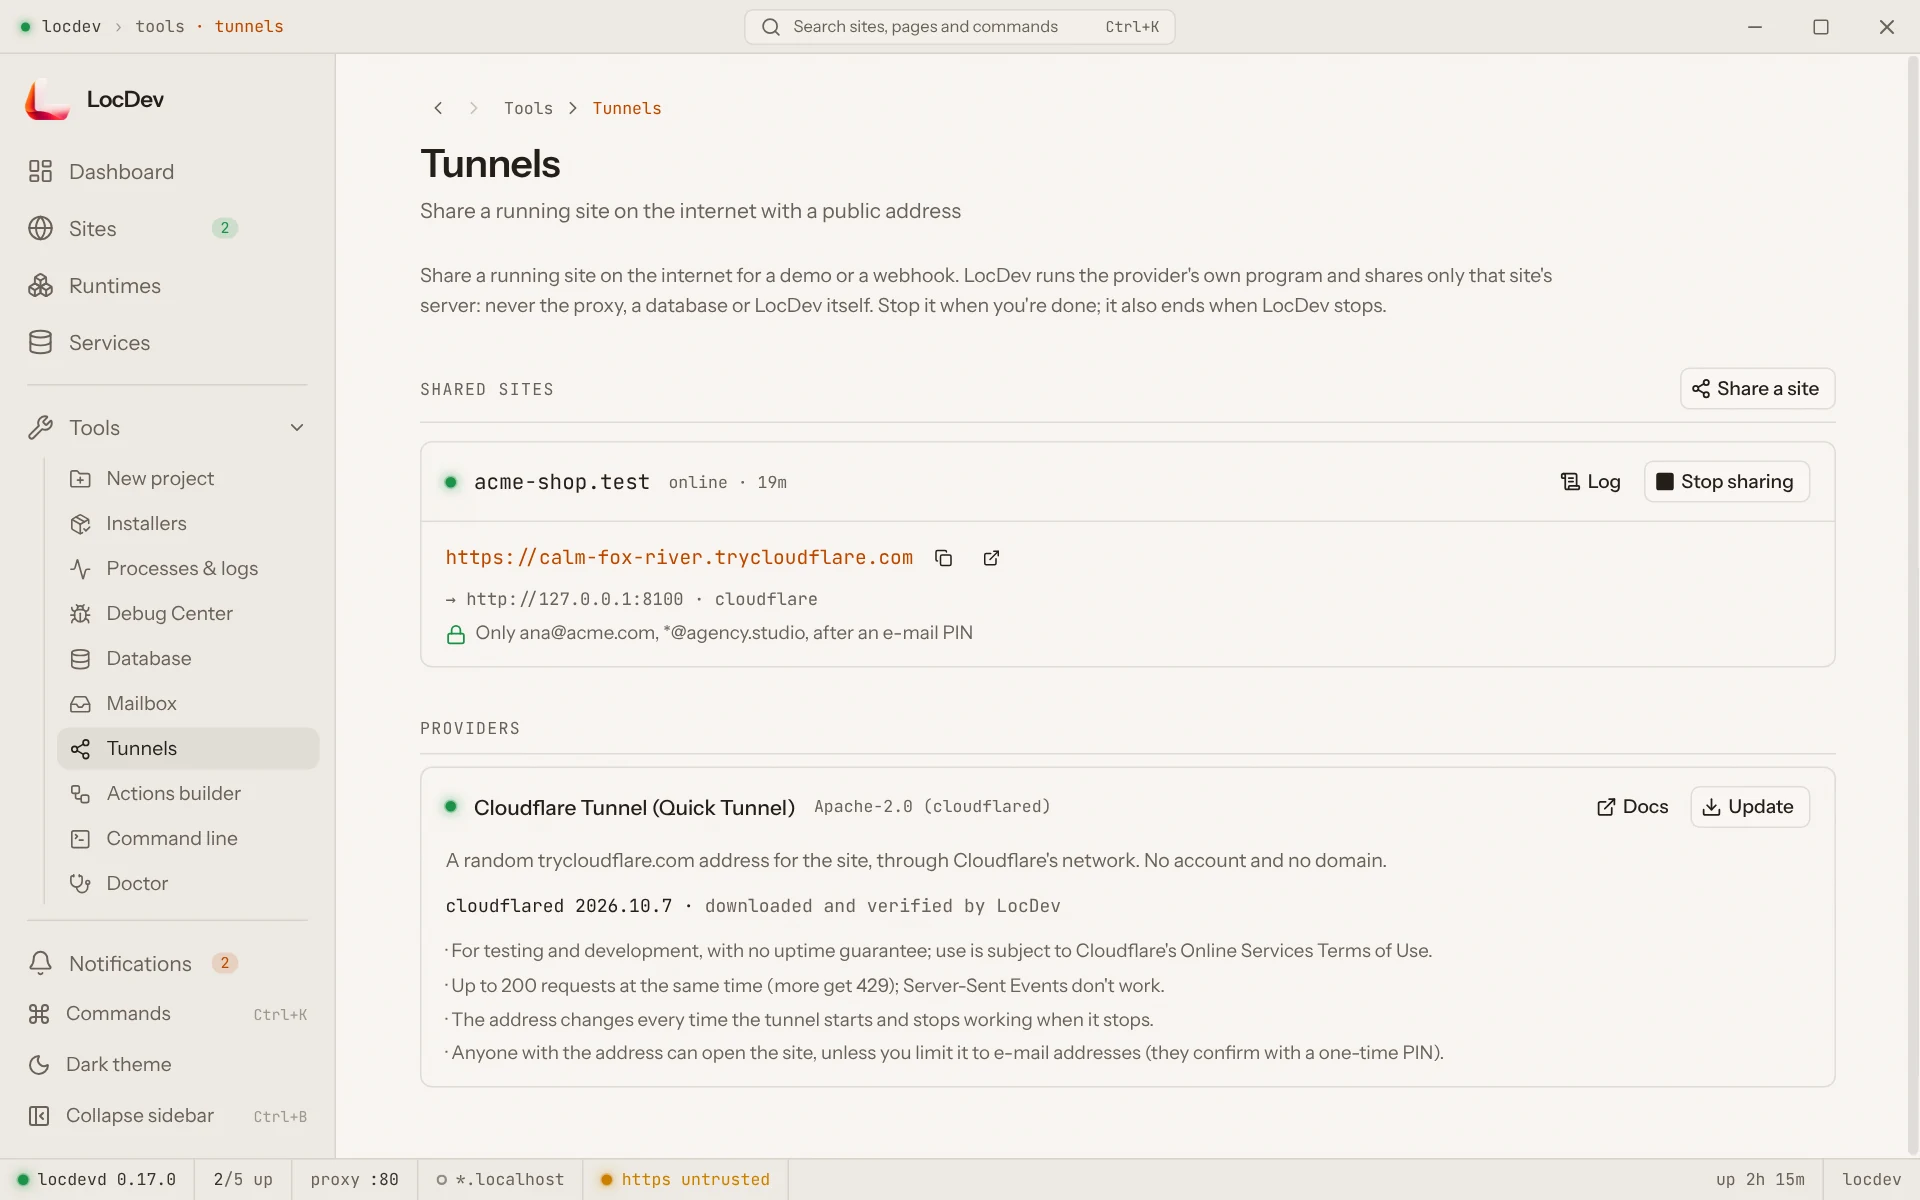 locdev › tools · tunnels
Search sites, pages and commands Ctrl+K
LocDev
Dashboard
Sites 2
Runtimes
Services
Tools
New project
Installers
Processes & logs
Debug Center
Database
Mailbox
Tunnels
Actions builder
Command line
Doctor
Notifications 2
Commands Ctrl+K
Dark theme
Collapse sidebar Ctrl+B
Tools > Tunnels
Tunnels
Share a running site on the internet with a public address
Share a running site on the internet for a demo or a webhook. LocDev runs the provider's own program and shares only that site's
server: never the proxy, a database or LocDev itself. Stop it when you're done; it also ends when LocDev stops.
SHARED SITES
Share a site
acme-shop.test online · 19m
Log
Stop sharing
https://calm-fox-river.trycloudflare.com
→ http://127.0.0.1:8100 · cloudflare
Only ana@acme.com, *@agency.studio, after an e-mail PIN
PROVIDERS
Cloudflare Tunnel (Quick Tunnel) Apache-2.0 (cloudflared)
Docs
Update
A random trycloudflare.com address for the site, through Cloudflare's network. No account and no domain.
cloudflared 2026.10.7 · downloaded and verified by LocDev
· For testing and development, with no uptime guarantee; use is subject to Cloudflare's Online Services Terms of Use.
· Up to 200 requests at the same time (more get 429); Server-Sent Events don't work.
· The address changes every time the tunnel starts and stops working when it stops.
· Anyone with the address can open the site, unless you limit it to e-mail addresses (they confirm with a one-time PIN).
locdevd 0.17.0
2/5 up
proxy :80
*.localhost
https untrusted
up 2h 15m
locdev